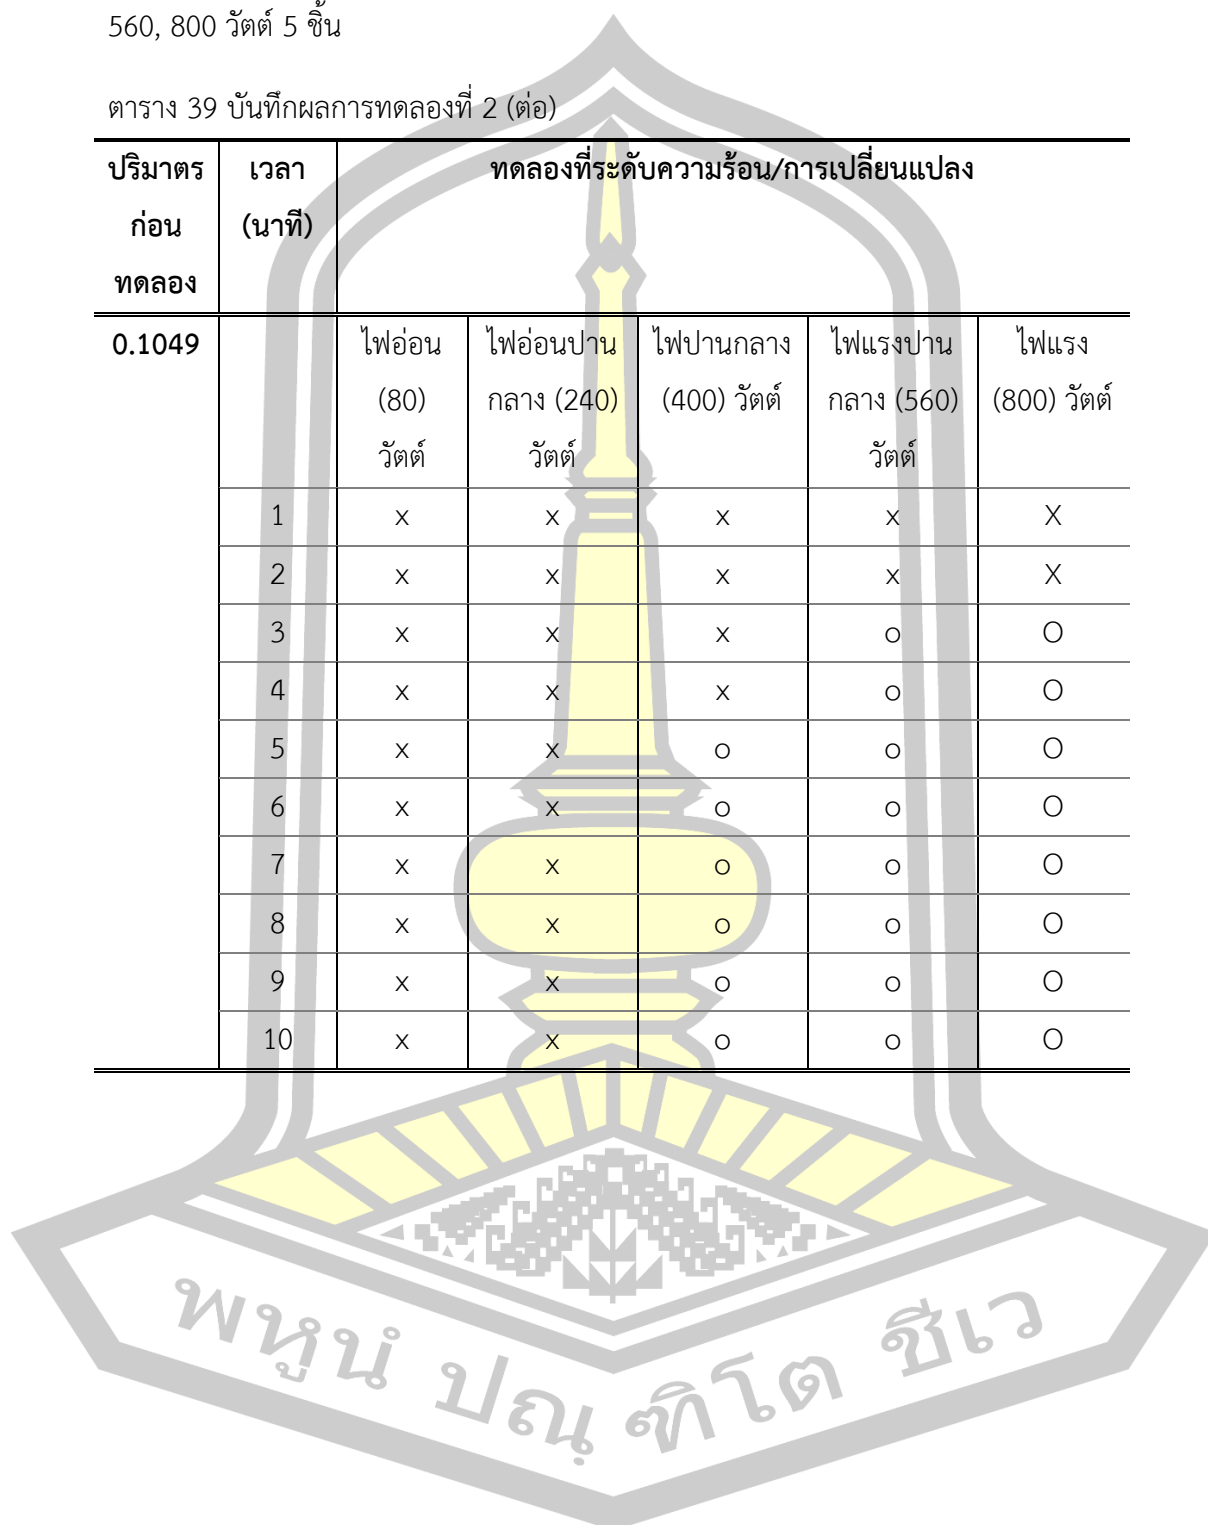 560, 800 วัตต์ 5 ชิ้น
ตาราง 39 บันทึกผลการทดลองที่ 2 (ต่อ)
ปริมาตร เวลา ทดลองที่ระดับความร้อน/การเปลี่ยนแปลง
ก่อน (นาที)
ทดลอง
0.1049 ไฟอ่อน ไฟอ่อนปาน ไฟปานกลาง ไฟแรงปาน ไฟแรง
(80) กลาง (240) (400) วัตต์ กลาง (560) (800) วัตต์
วัตต์ วัตต์ วัตต์
1 x x x x X
2 x x x x X
3 x x x o O
4 x x x o O
5 x x o o O
6 x x o o O
7 x x o o O
8 x x o o O
9 x x o o O
10 x x o o O
พหูนํ ปณฺฑิโต ชีเว